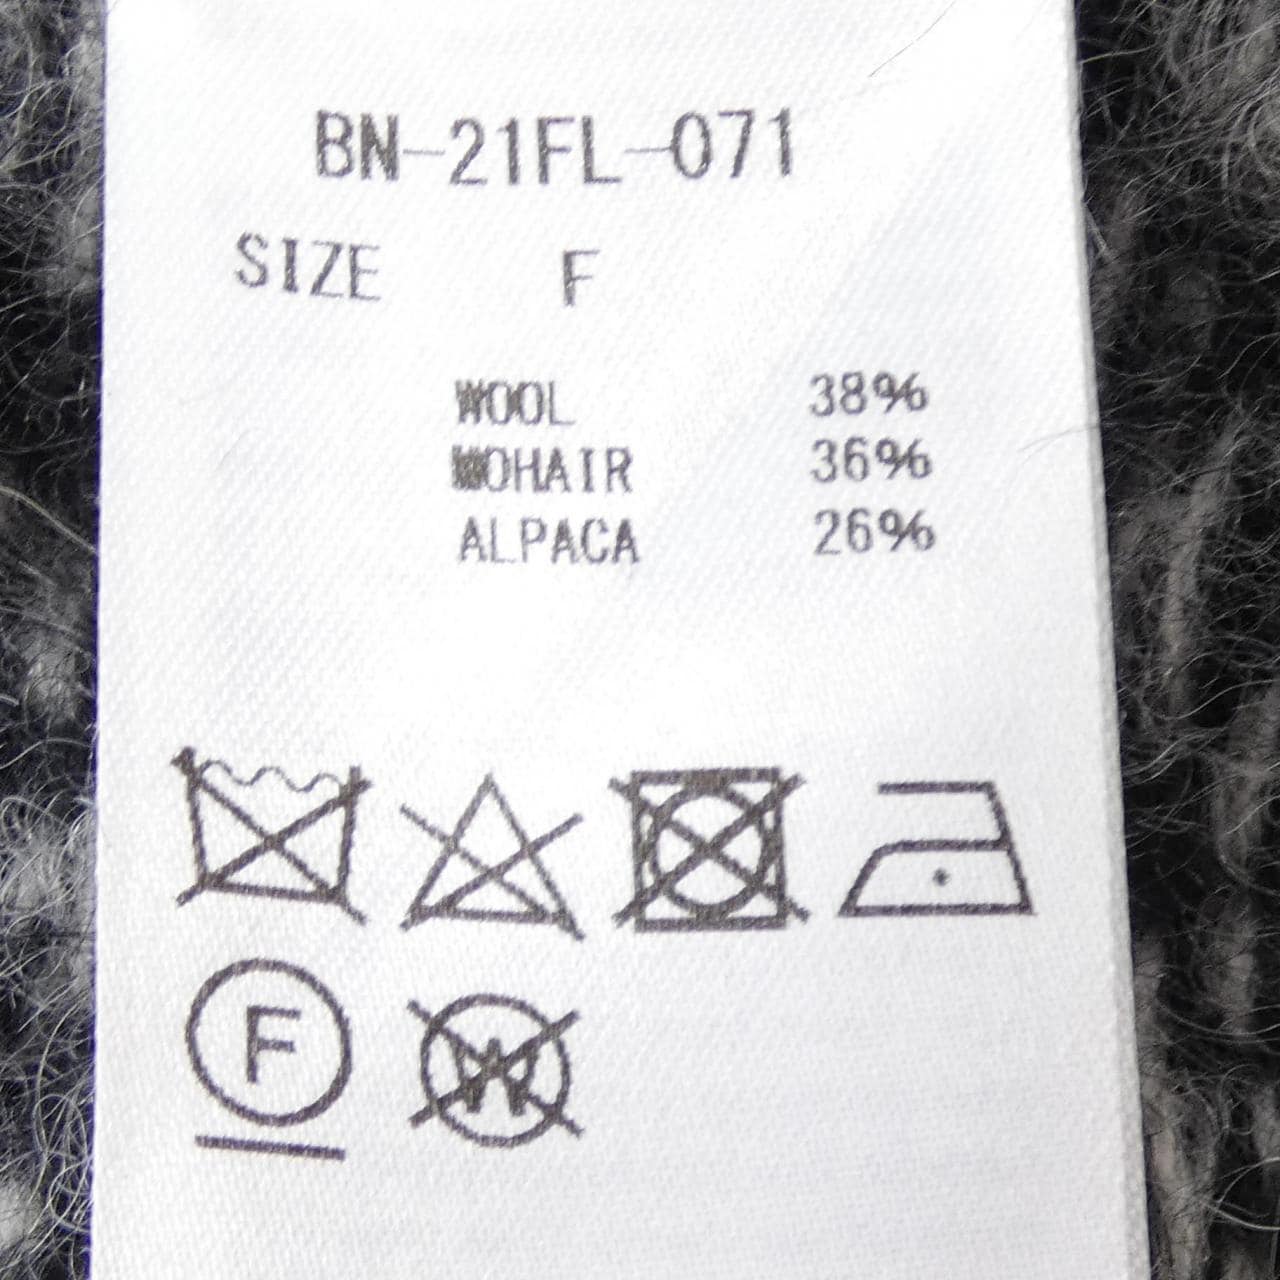 BN-21FL-071
SIZE F
WOOL 38%
MOHAIR 36%
ALPACA 26%
F W